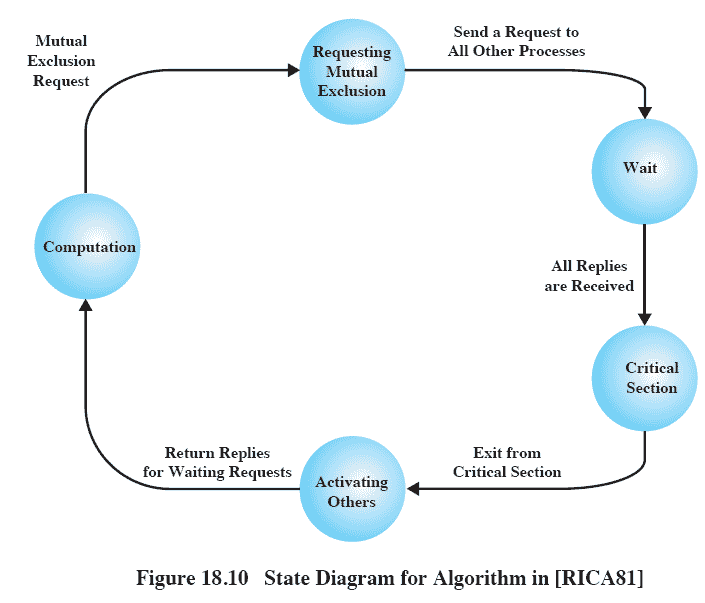 Mutual
Exclusion
Request
Requesting
Mutual
Exclusion
Send a Request to
All Other Processes
Wait
Computation
All Replies
are Received
Critical
Section
Return Replies
for Waiting Requests
Activating
Others
Exit from
Critical Section
Figure 18.10 State Diagram for Algorithm in [RICA81]